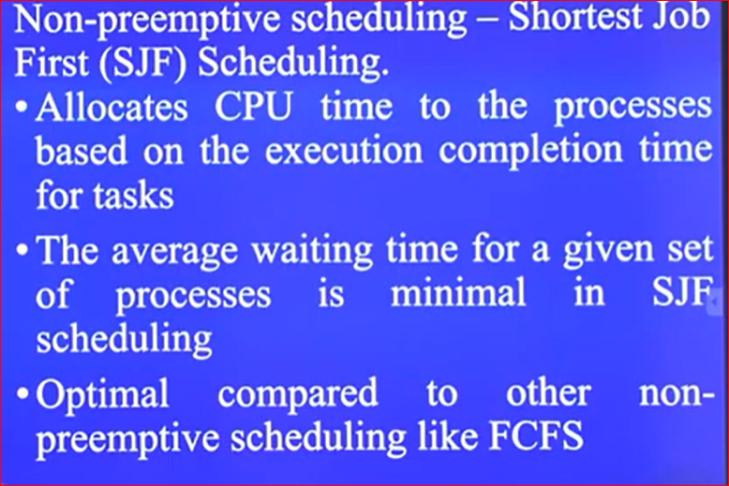 Non-preemptive scheduling – Shortest Job
First (SJF) Scheduling.
• Allocates CPU time to the processes
based on the execution completion time
for tasks
• The average waiting time for a given set
of processes is minimal in SJF
scheduling
• Optimal compared to other non-
preemptive scheduling like FCFS